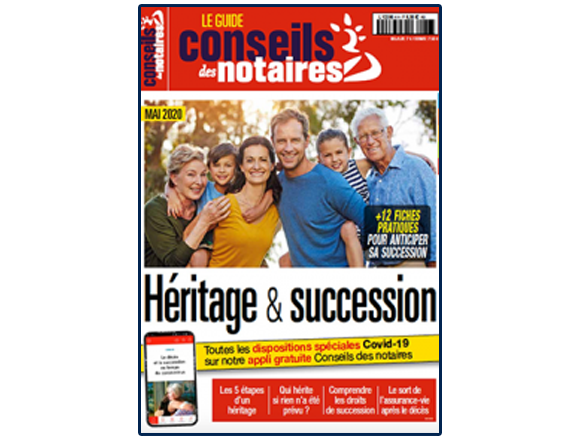 LE GUIDE
conseils
des notaires
conseils
des notaires
MAI 2020
+12 FICHES
PRATIQUES
POUR ANTICIPER
SA SUCCESSION
Héritage & succession
Toutes les dispositions spéciales Covid-19
sur notre appli gratuite Conseils des notaires
Les 5 étapes
d'un
héritage
Qui hérite
si rien n'a été
prévu ?
Comprendre
les droits
de succession
Le sort de
l'assurance-vie
après le décès